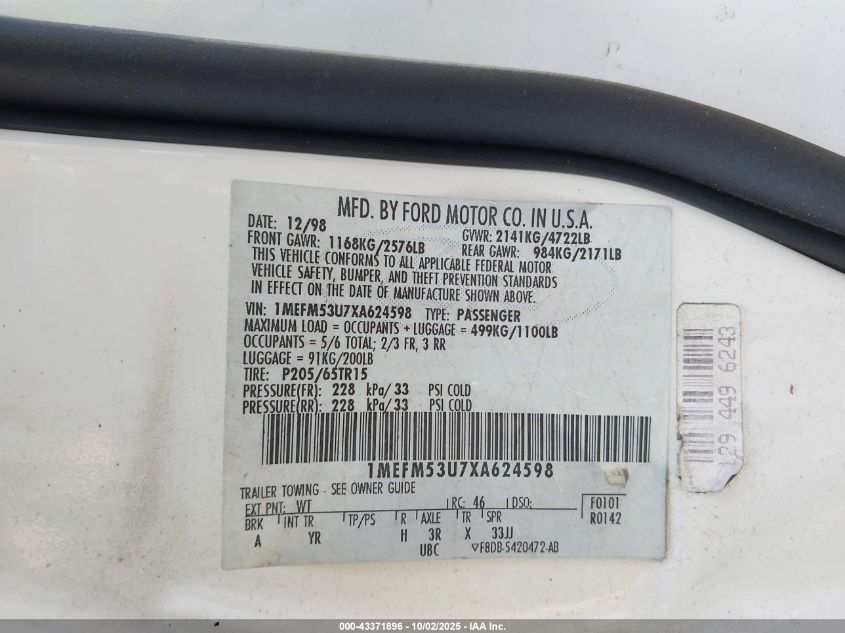 MFD. BY FORD MOTOR CO. IN U.S.A.
DATE: 12/98 GVWR: 2141KG/4722LB
FRONT GAWR: 1168KG/2576LB REAR GAWR: 984KG/2171LB
THIS VEHICLE CONFORMS TO ALL APPLICABLE FEDERAL MOTOR
VEHICLE SAFETY, BUMPER, AND THEFT PREVENTION STANDARDS
IN EFFECT ON THE DATE OF MANUFACTURE SHOWN ABOVE.
VIN: 1MEFM53U7XA624598 TYPE: PASSENGER
MAXIMUM LOAD = OCCUPANTS + LUGGAGE = 499KG/1100LB
OCCUPANTS = 5/6 TOTAL; 2/3 FR, 3 RR
LUGGAGE = 91KG/200LB
TIRE: P205/65TR15
PRESSURE(FR): 228 kPa/ 33 PSI COLD
PRESSURE(RR): 228 kPa/ 33 PSI COLD
1MEFM53U7XA624598
TRAILER TOWING - SEE OWNER GUIDE
EXT PNT: WT RC: 46 DSO: F0101
BRK INT TR TP/PS R AXLE TR SPR R0142
A YR H 3R X 33JJ
UBC ▽F8DB-5420472-AB
29 449 6243
000-43371896 - 10/02/2025 - IAA Inc.